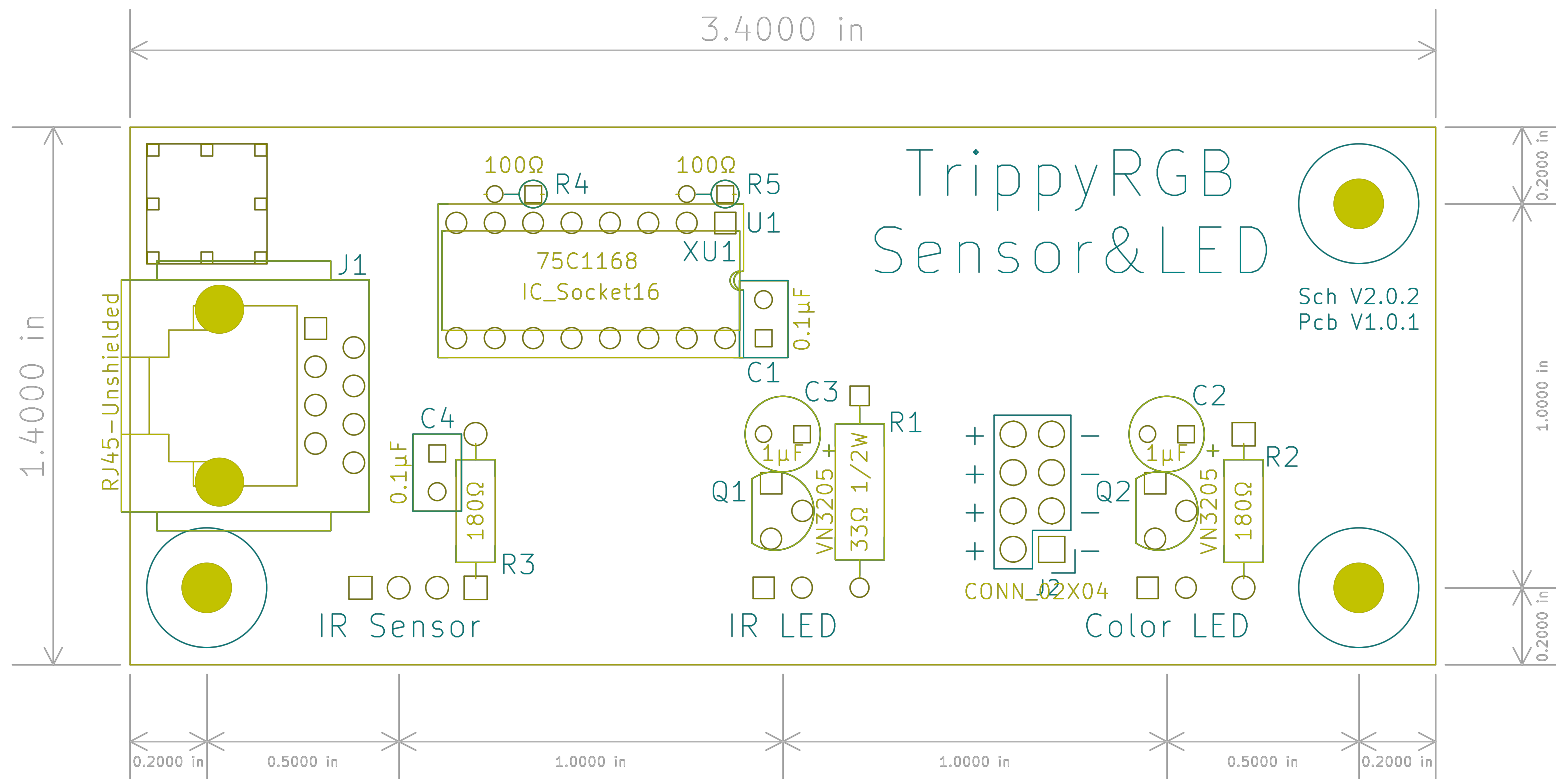 3.4000 in
100Ω
100Ω
R4
R5
TrippyRGB
Sensor&LED
U1
XU1
75C1168
IC_Socket16
J1
0.2000 in
Sch V2.0.2
Pcb V1.0.1
0.1µF
C1
RJ45-Unshielded
1.4000 in
1.0000 in
C4
0.1µF
180Ω
R3
C3
1µF
+
Q1
VN3205
33Ω 1/2W
R1
+ −
+ −
+ −
+ −
J2
CONN_02X04
C2
1µF
+
Q2
VN3205
180Ω
R2
0.2000 in
IR Sensor
IR LED
Color LED
0.2000 in
0.5000 in
1.0000 in
1.0000 in
0.5000 in
0.2000 in